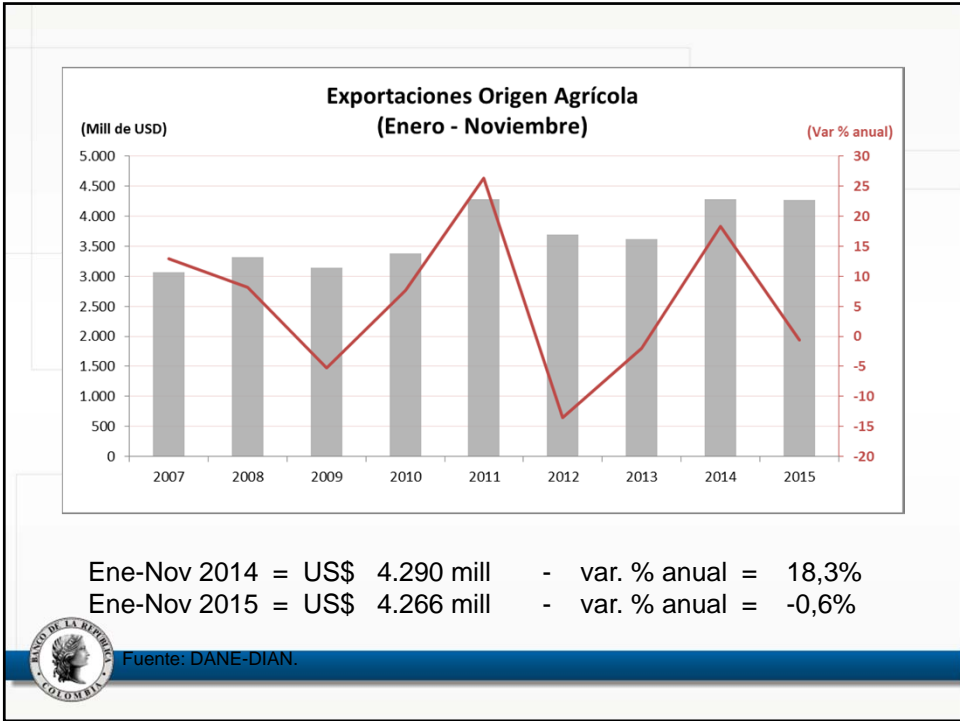 Exportaciones Origen Agrícola
(Enero - Noviembre)
(Mill de USD)
(Var % anual)
5.000
4.500
4.000
3.500
3.000
2.500
2.000
1.500
1.000
500
0
30
25
20
15
10
5
0
-5
-10
-15
-20
2007 2008 2009 2010 2011 2012 2013 2014 2015
Ene-Nov 2014 = US$ 4.290 mill - var. % anual = 18,3%
Ene-Nov 2015 = US$ 4.266 mill - var. % anual = -0,6%
BANCO DE LA REPUBLICA
COLOMBIA
Fuente: DANE-DIAN.